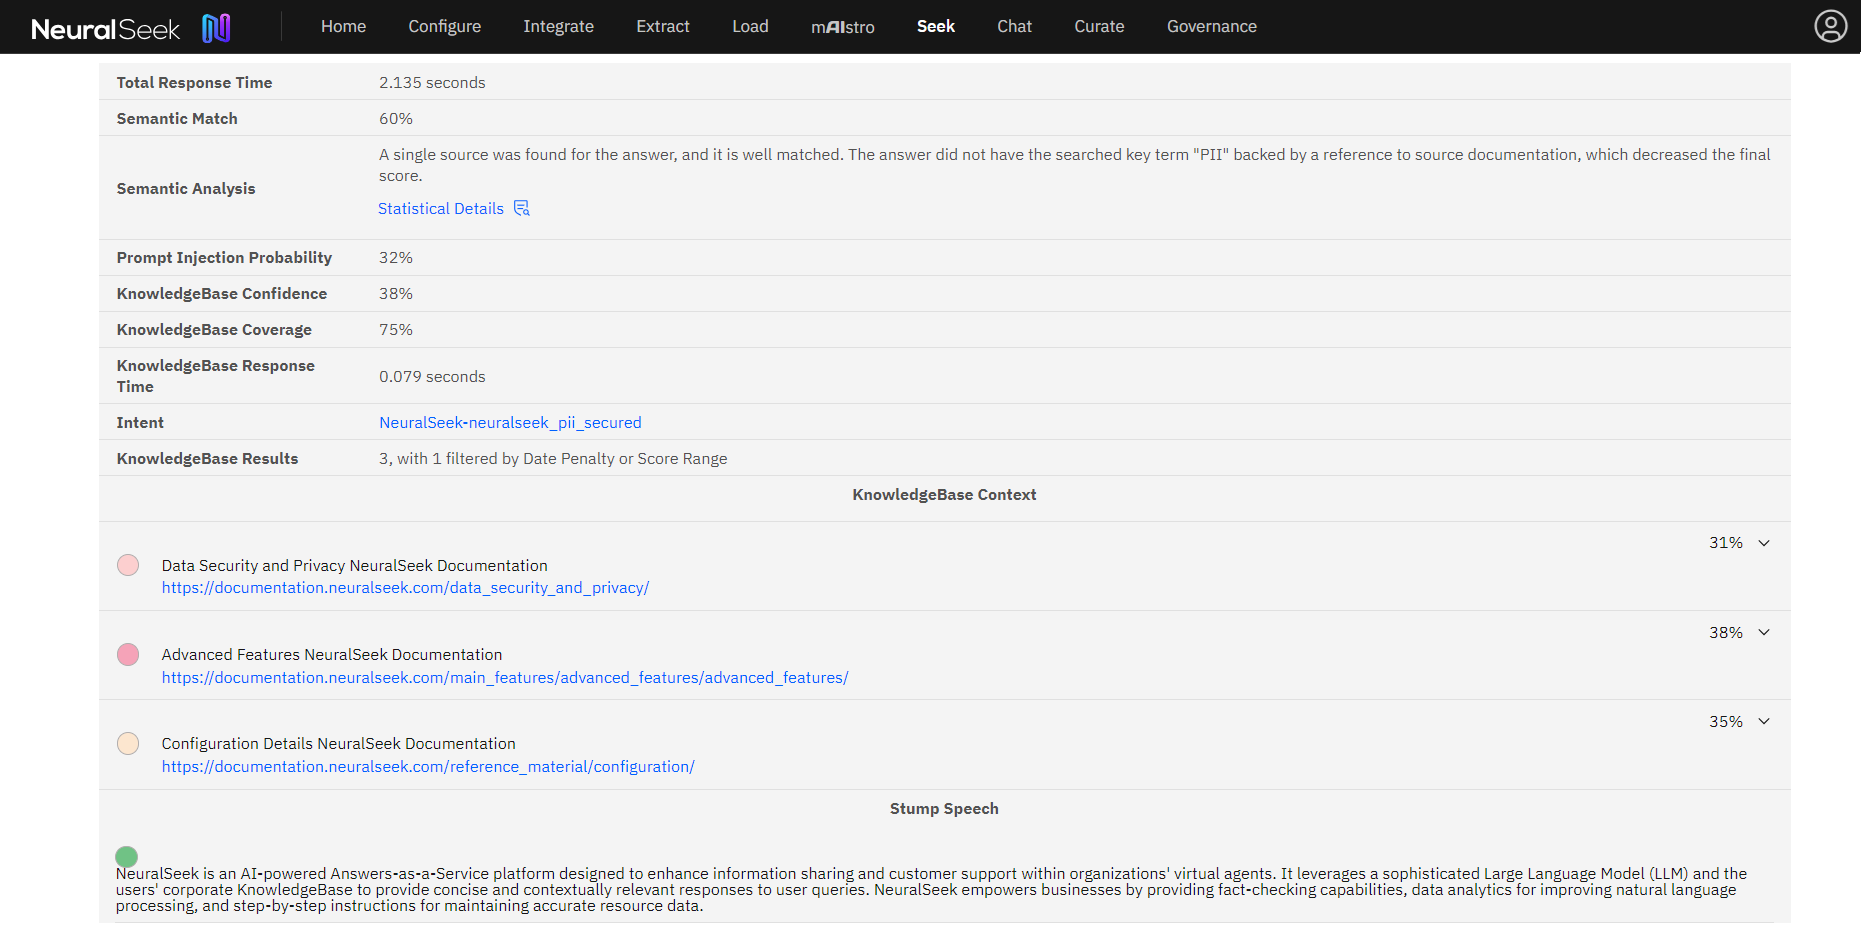 NeuralSeek Home Configure Integrate Extract Load mAIstro Seek Chat Curate Governance
Total Response Time 2.135 seconds
Semantic Match 60%
Semantic Analysis A single source was found for the answer, and it is well matched. The answer did not have the searched key term "PII" backed by a reference to source documentation, which decreased the final
score.
Statistical Details
Prompt Injection Probability 32%
KnowledgeBase Confidence 38%
KnowledgeBase Coverage 75%
KnowledgeBase Response
Time 0.079 seconds
Intent NeuralSeek-neuralseek_pii_secured
KnowledgeBase Results 3, with 1 filtered by Date Penalty or Score Range
KnowledgeBase Context
31%
Data Security and Privacy NeuralSeek Documentation
https://documentation.neuralseek.com/data_security_and_privacy/
38%
Advanced Features NeuralSeek Documentation
https://documentation.neuralseek.com/main_features/advanced_features/advanced_features/
35%
Configuration Details NeuralSeek Documentation
https://documentation.neuralseek.com/reference_material/configuration/
Stump Speech
NeuralSeek is an AI-powered Answers-as-a-Service platform designed to enhance information sharing and customer support within organizations' virtual agents. It leverages a sophisticated Large Language Model (LLM) and the
users' corporate KnowledgeBase to provide concise and contextually relevant responses to user queries. NeuralSeek empowers businesses by providing fact-checking capabilities, data analytics for improving natural language
processing, and step-by-step instructions for maintaining accurate resource data.